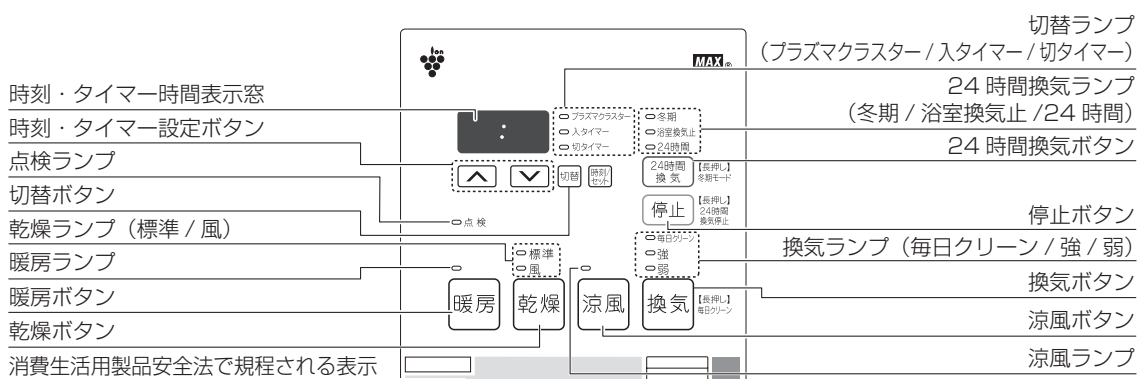 切替ランプ
（プラズマクラスター / 入タイマー / 切タイマー）
24 時間換気ランプ
（冬期 / 浴室換気止 /24 時間）
24 時間換気ボタン
停止ボタン
換気ランプ（毎日クリーン / 強 / 弱）
換気ボタン
涼風ボタン
涼風ランプ
時刻・タイマー時間表示窓
時刻・タイマー設定ボタン
点検ランプ
切替ボタン
乾燥ランプ（標準 / 風）
暖房ランプ
暖房ボタン
乾燥ボタン
消費生活用製品安全法で規程される表示
ion
MAX®
:
プラズマクラスター
入タイマー
切タイマー
冬期
浴室換気止
24時間
切替
時刻/
セット
24時間
換気
【長押し】
冬期モード
点検
停止
【長押し】
24時間
換気停止
標準
風
毎日クリーン
強
弱
暖房
乾燥
涼風
換気
【長押し】
毎日クリーン